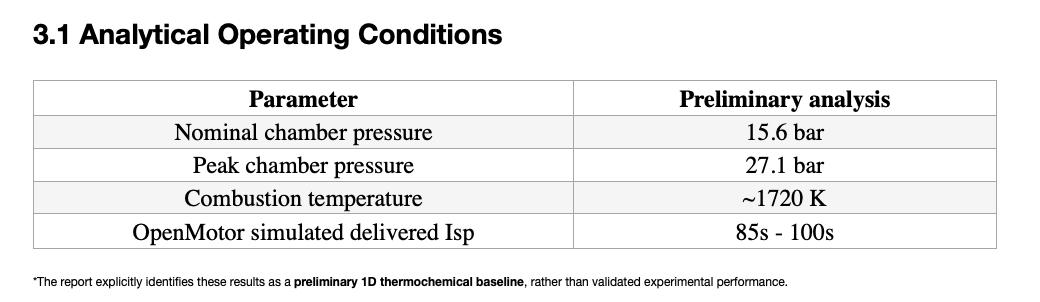 3.1 Analytical Operating Conditions
Parameter Preliminary analysis
Nominal chamber pressure 15.6 bar
Peak chamber pressure 27.1 bar
Combustion temperature ~1720 K
OpenMotor simulated delivered Isp 85s - 100s
*The report explicitly identifies these results as a preliminary 1D thermochemical baseline, rather than validated experimental performance.